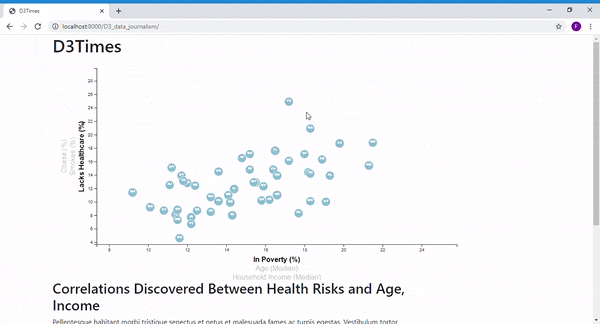 D3Times
localhost:8000/D3_data_journalism/
D3Times
Obese (%)
Smokes (%)
Lacks Healthcare (%)
30
28
26
24
22
20
18
16
14
12
10
8
6
4
8
10
12
14
16
18
20
22
24
In Poverty (%)
Age (Median)
Household Income (Median)
Correlations Discovered Between Health Risks and Age,
Income
Pellentesque habitant morbi tristique senectus et netus et malesuada fames ac turpis egestas. Vestibulum tortor